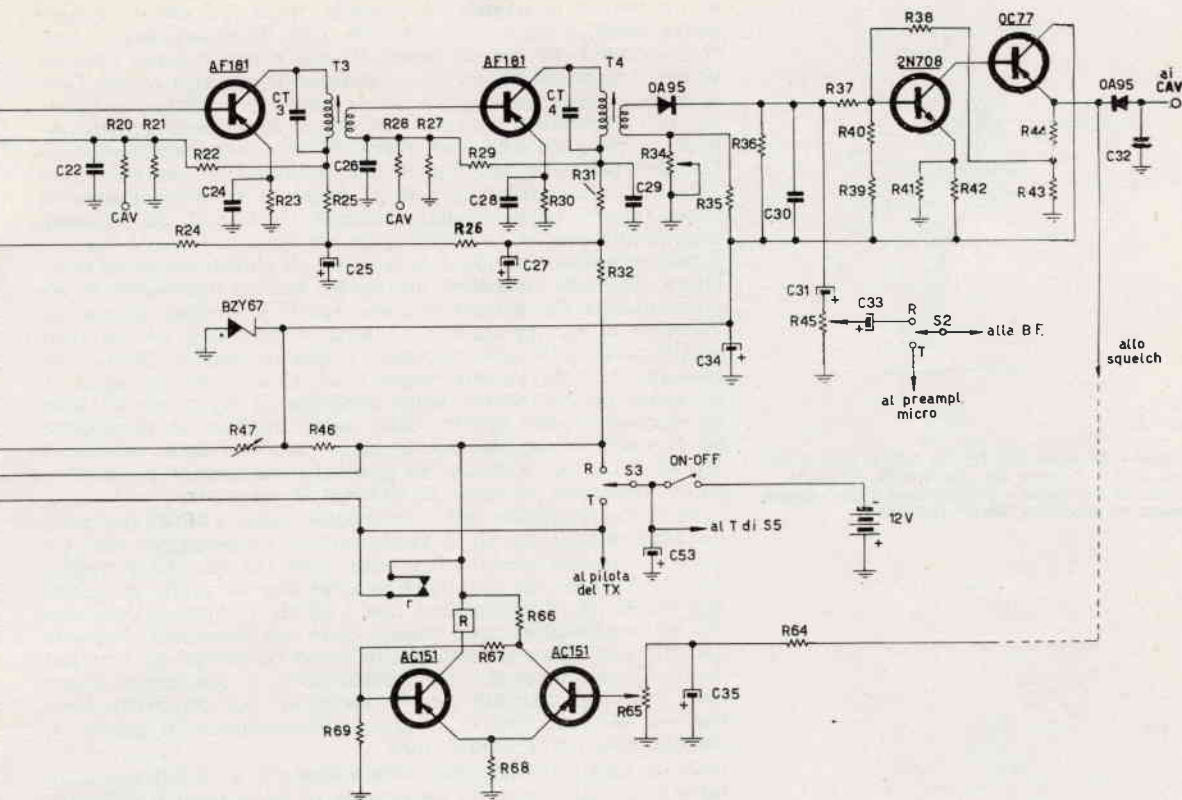 R38
OC77
AF181
T3
AF181
T4
OA95
2N708
OA95
ai
CAV
CT
3
CT
4
R37
R20
R21
R26
R27
R36
R40
R44
R22
R29
R34
C22
C26
C32
C24
R31
C29
R35
C30
R39
R41
R42
R43
R23
R25
C28
R30
CAV
CAV
R24
R26
C25
C27
R32
C31
C33
R
BZY67
R45
S2
alla B.F.
T
C34
allo
squelch
al preampl.
micro
R47
R46
R
S3
ON-OFF
T
12V
al T di S5
C53
al pilota
del TX
r
R
R66
R64
AC151
R67
AC151
R65
C35
R69
R68